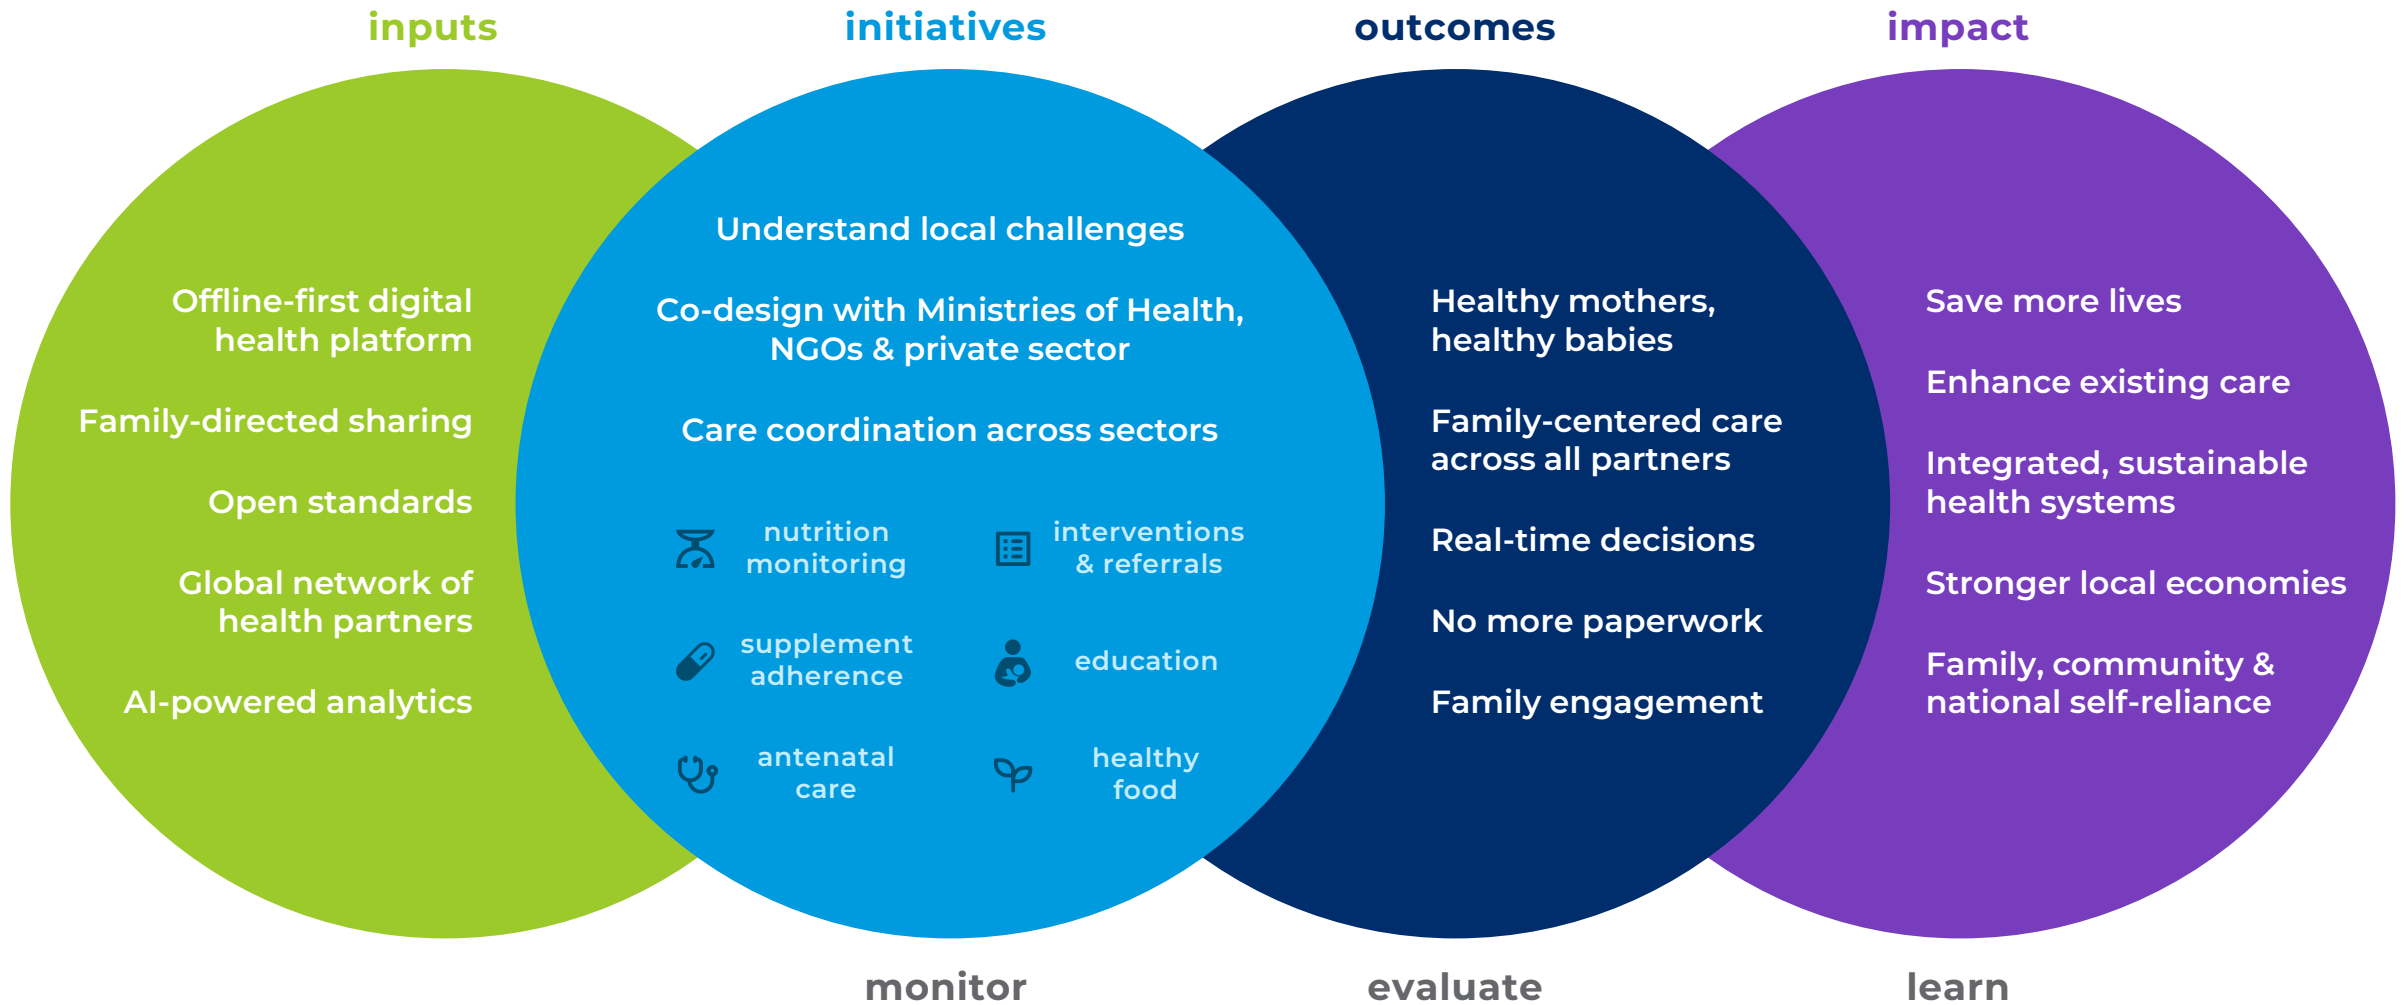 inputs
Offline-first digital
health platform
Family-directed sharing
Open standards
Global network of
health partners
AI-powered analytics
initiatives
Understand local challenges
Co-design with Ministries of Health,
NGOs & private sector
Care coordination across sectors
nutrition
monitoring
interventions
& referrals
supplement
adherence
education
antenatal
care
healthy
food
monitor
outcomes
Healthy mothers,
healthy babies
Family-centered care
across all partners
Real-time decisions
No more paperwork
Family engagement
evaluate
impact
Save more lives
Enhance existing care
Integrated, sustainable
health systems
Stronger local economies
Family, community &
national self-reliance
learn